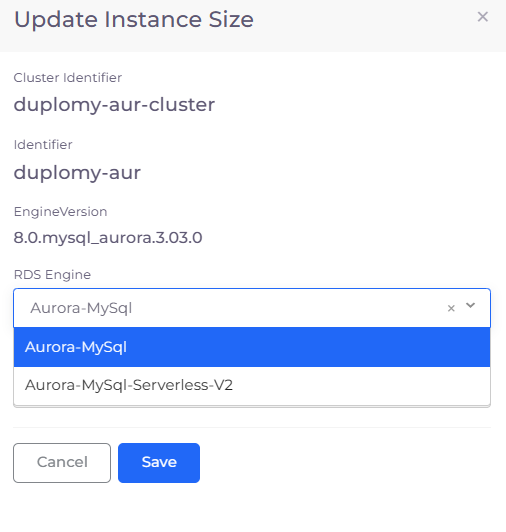 Update Instance Size
Cluster Identifier
duplomy-aur-cluster
Identifier
duplomy-aur
EngineVersion
8.0.mysql_aurora.3.03.0
RDS Engine
Aurora-MySql
Aurora-MySql
Aurora-MySql-Serverless-V2
Cancel Save